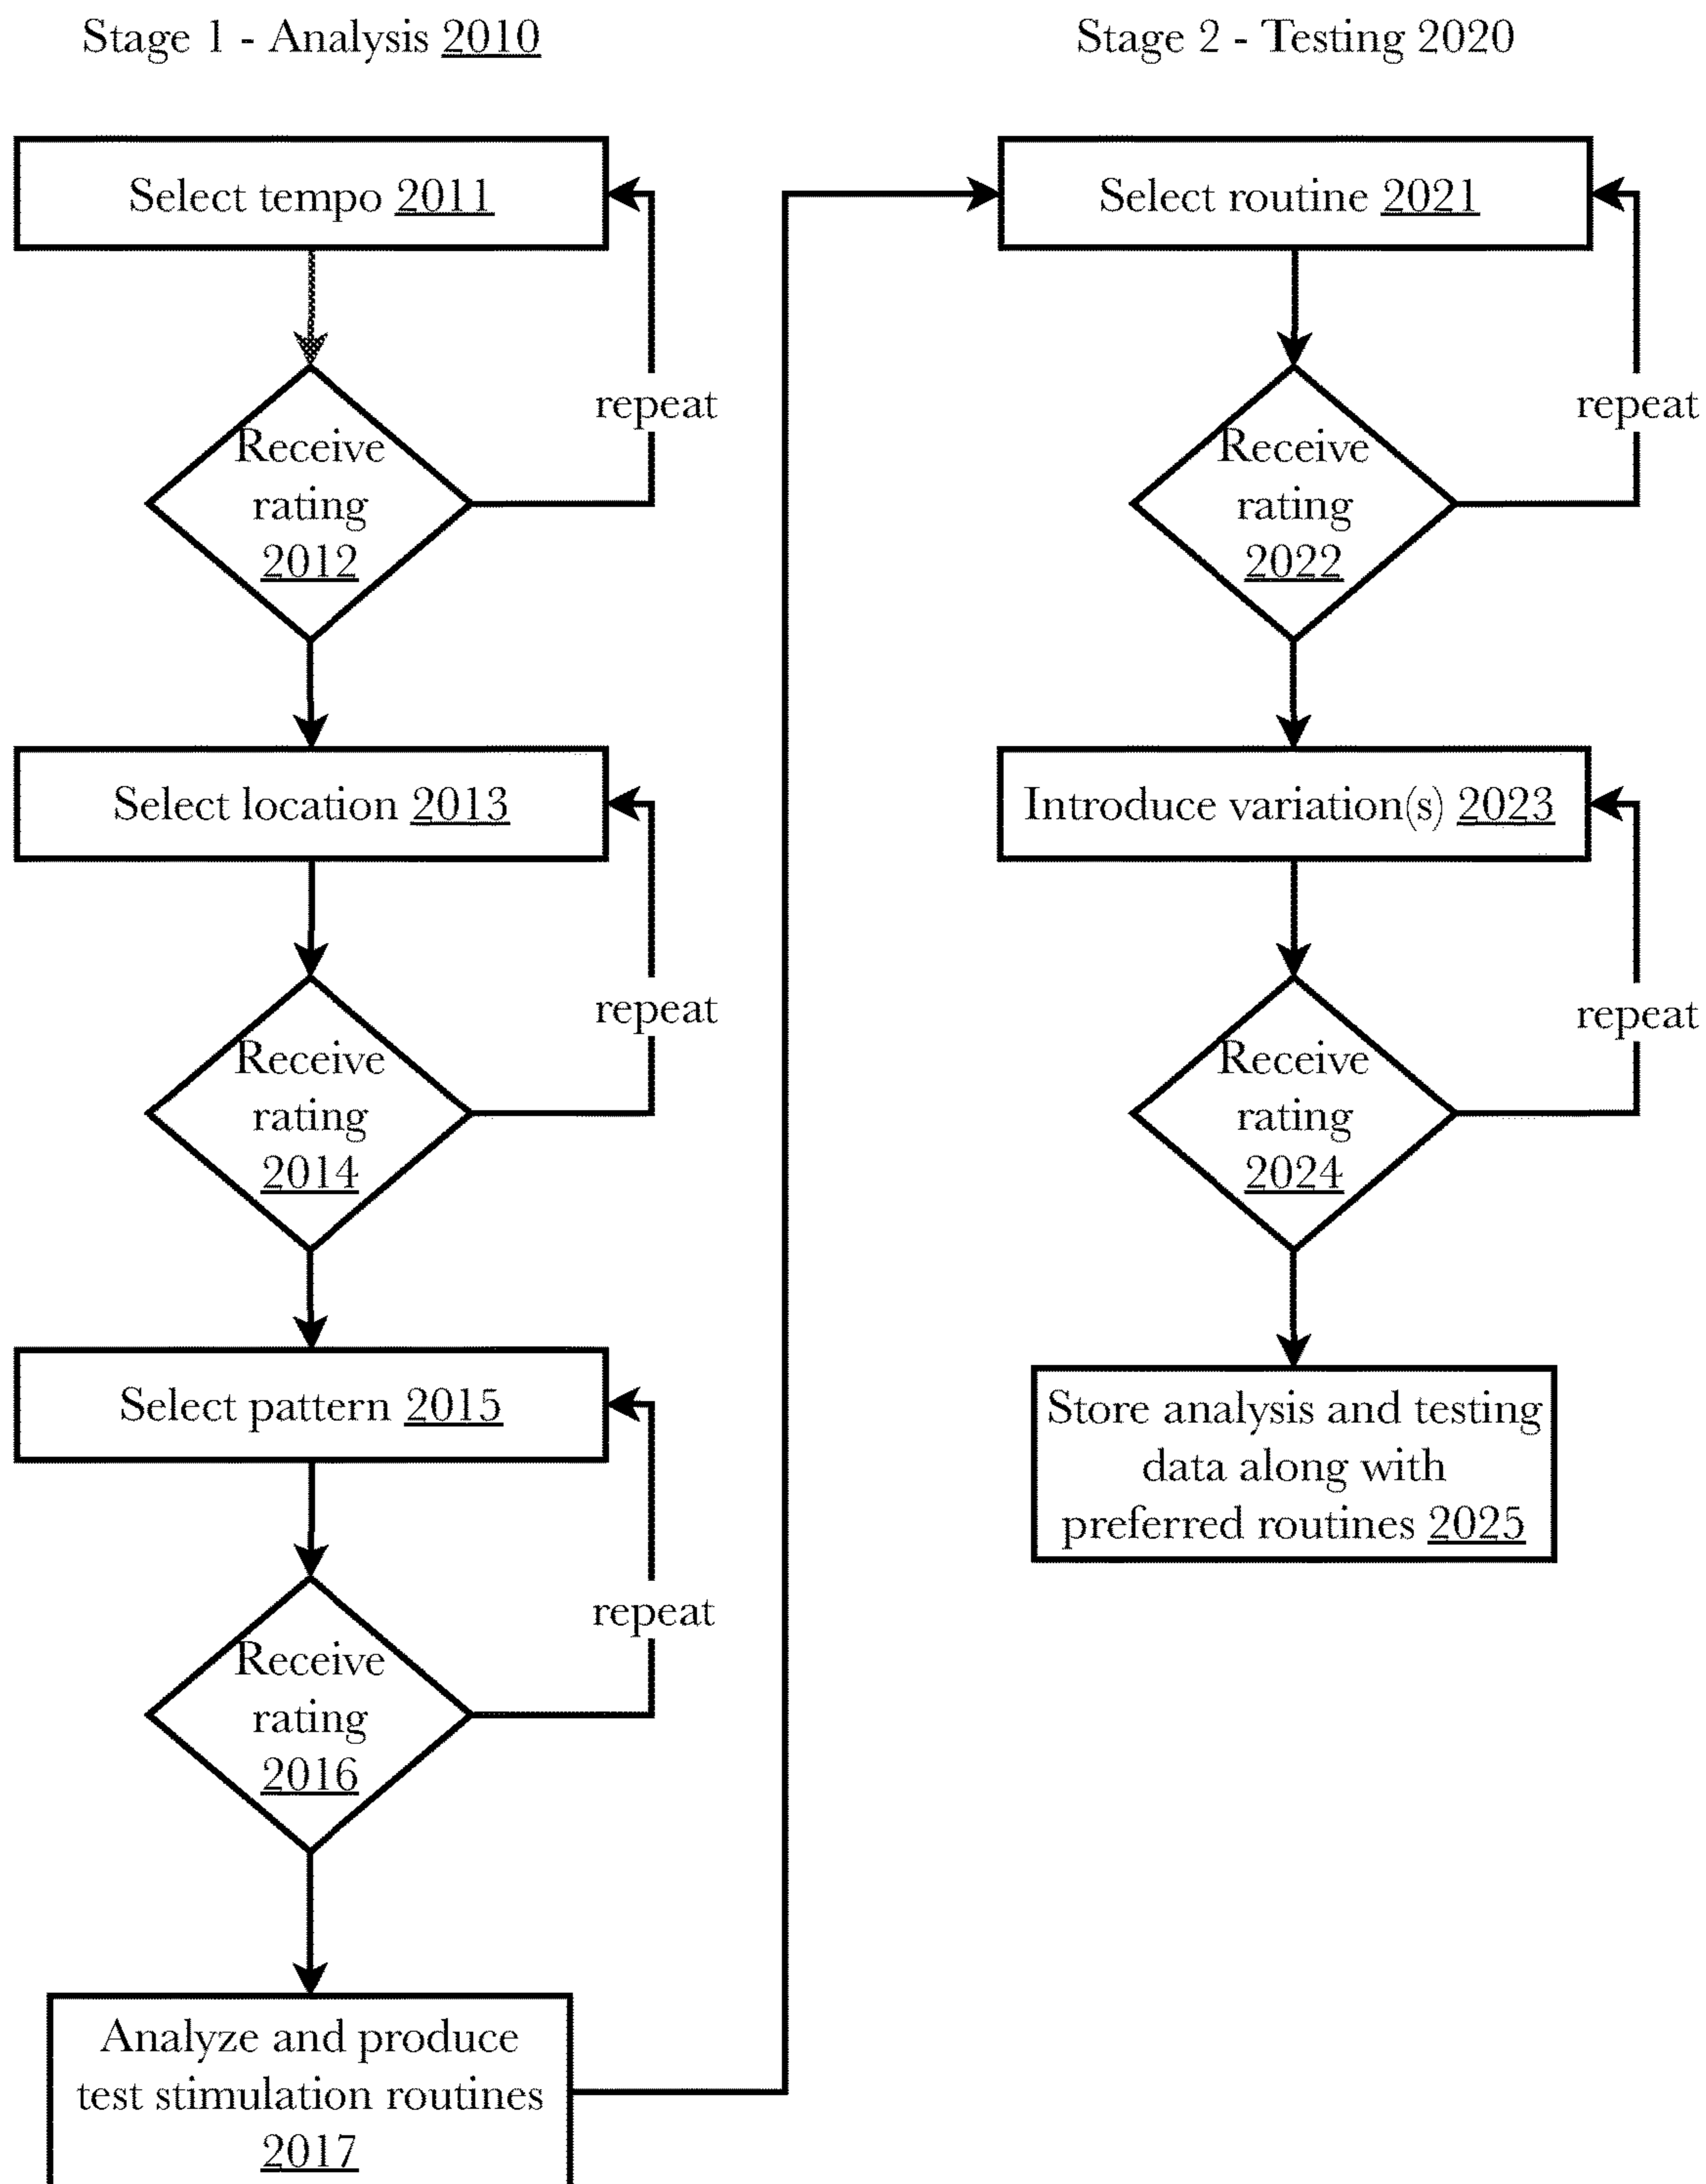 Stage 1 - Analysis 2010
Select tempo 2011
repeat
Receive
rating
2012
Select location 2013
repeat
Receive
rating
2014
Select pattern 2015
repeat
Receive
rating
2016
Analyze and produce
test stimulation routines
2017
Stage 2 - Testing 2020
Select routine 2021
repeat
Receive
rating
2022
Introduce variation(s) 2023
repeat
Receive
rating
2024
Store analysis and testing
data along with
preferred routines 2025